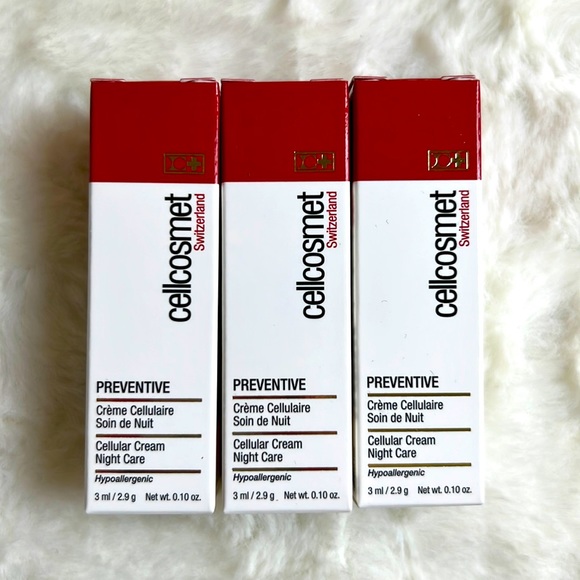 cellcosmet
Switzerland
PREVENTIVE
Crème Cellulaire
Soin de Nuit
Cellular Cream
Night Care
Hypoallergenic
3 ml / 2.9 g Net wt. 0.10 oz.
cellcosmet
Switzerland
PREVENTIVE
Crème Cellulaire
Soin de Nuit
Cellular Cream
Night Care
Hypoallergenic
3 ml / 2.9 g Net wt. 0.10 oz.
cellcosmet
Switzerland
PREVENTIVE
Crème Cellulaire
Soin de Nuit
Cellular Cream
Night Care
Hypoallergenic
3 ml / 2.9 g Net wt. 0.10 oz.